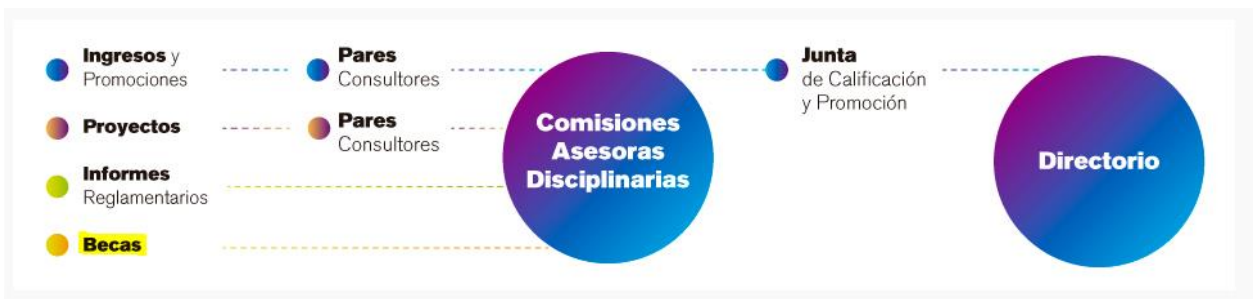 Ingresos y
Promociones
Pares
Consultores
Proyectos
Pares
Consultores
Informes
Reglamentarios
Becas
Comisiones
Asesoras
Disciplinarias
Junta
de Calificación
y Promoción
Directorio